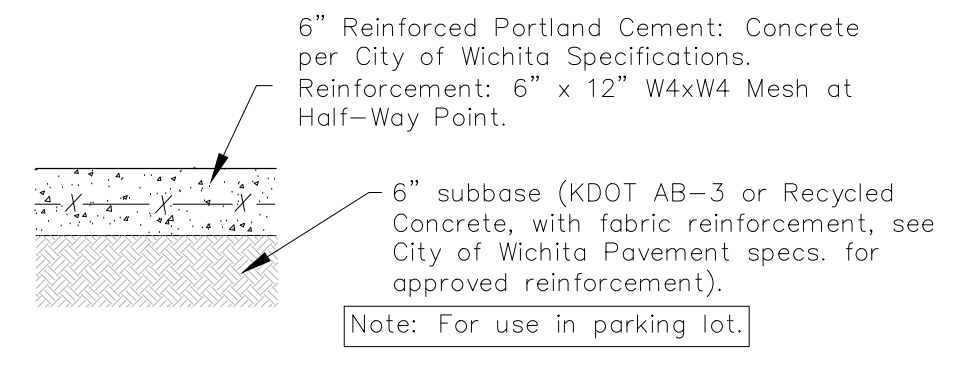 6” Reinforced Portland Cement: Concrete
per City of Wichita Specifications.
Reinforcement: 6” x 12” W4xW4 Mesh at
Half-Way Point.
6” subbase (KDOT AB-3 or Recycled
Concrete, with fabric reinforcement, see
City of Wichita Pavement specs. for
approved reinforcement).
Note: For use in parking lot.